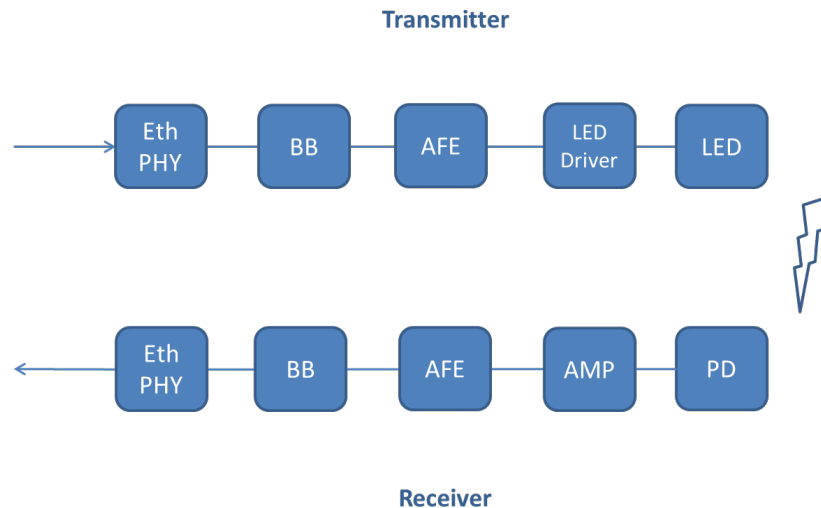 Transmitter
Eth
PHY
BB
AFE
LED
Driver
LED
Eth
PHY
BB
AFE
AMP
PD
Receiver